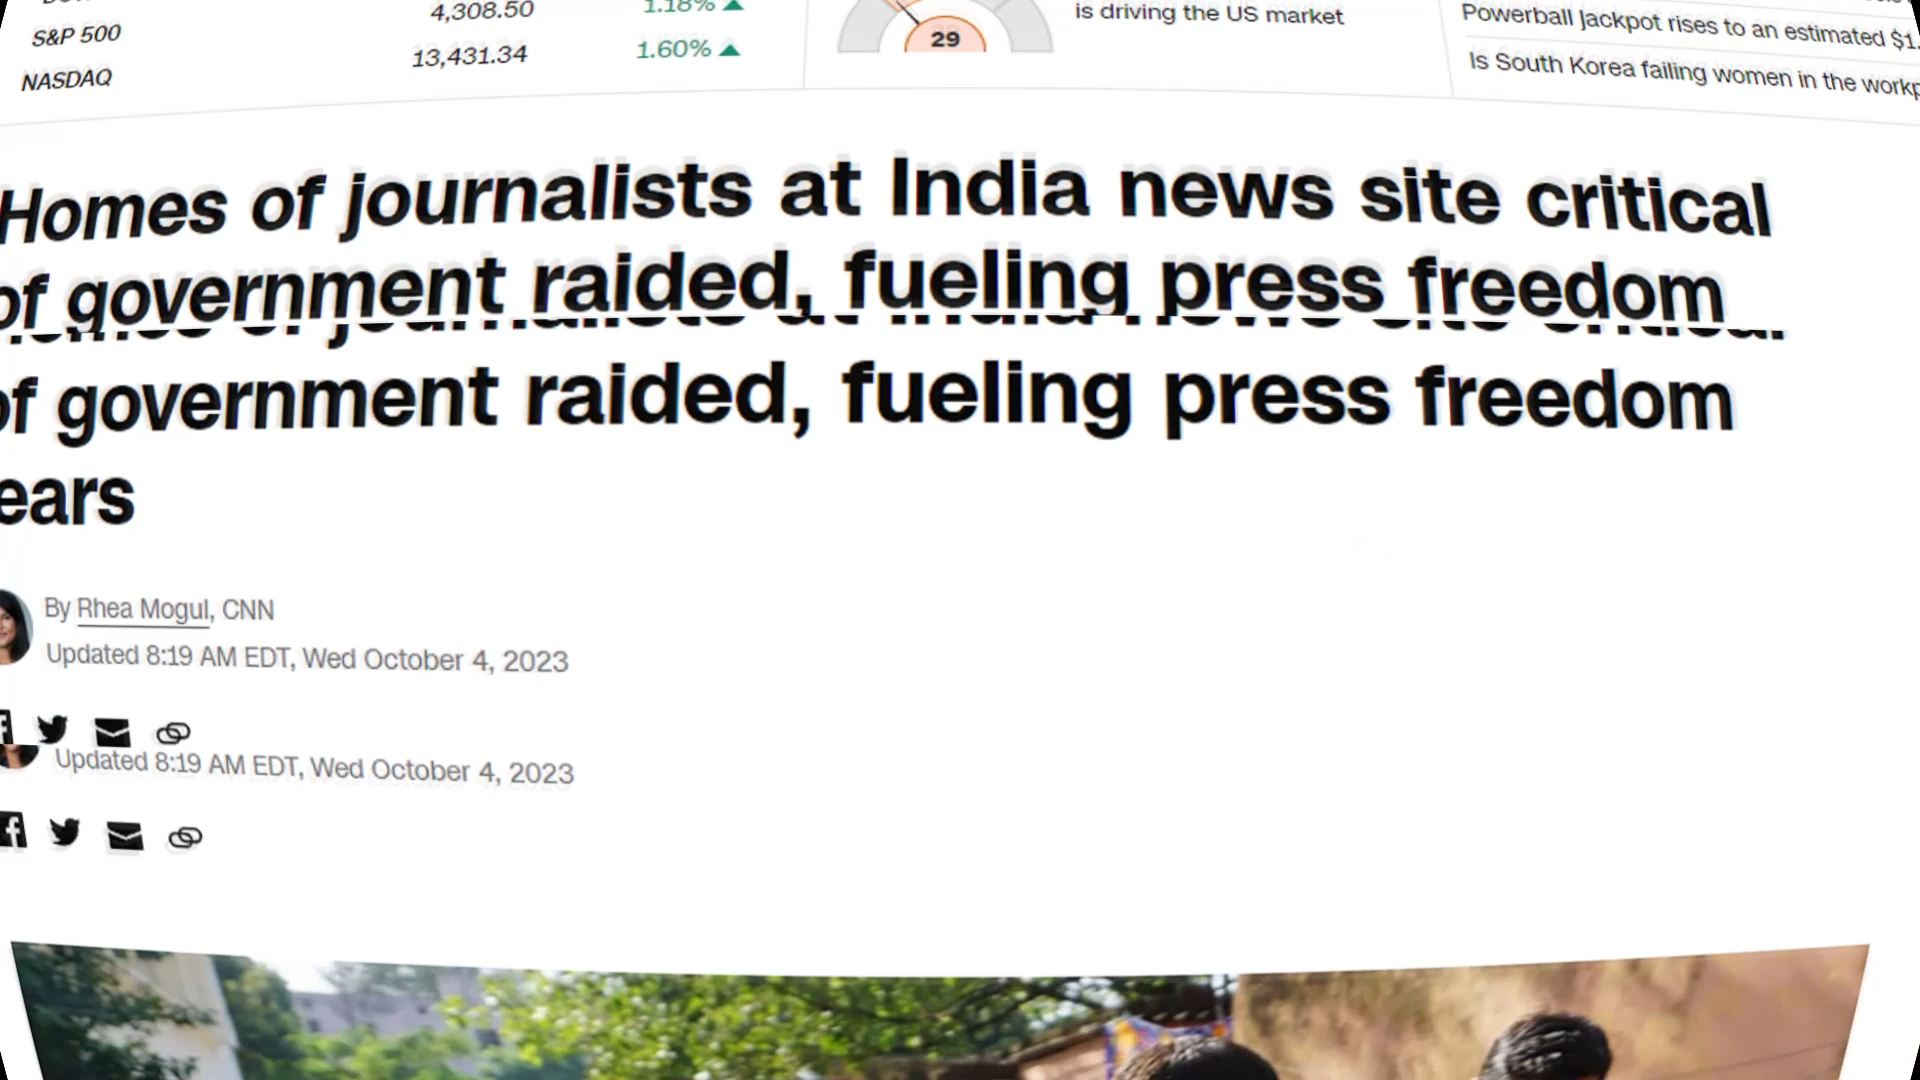 S&P 500
4,308.50
1.18%
is driving the US market
Powerball jackpot rises to an estimated $1.
NASDAQ
13,431.34
1.60%
29
Is South Korea failing women in the workp
Homes of journalists at India news site critical
of government raided, fueling press freedom
of government raided, fueling press freedom
ears
By Rhea Mogul, CNN
Updated 8:19 AM EDT, Wed October 4, 2023
Updated 8:19 AM EDT, Wed October 4, 2023